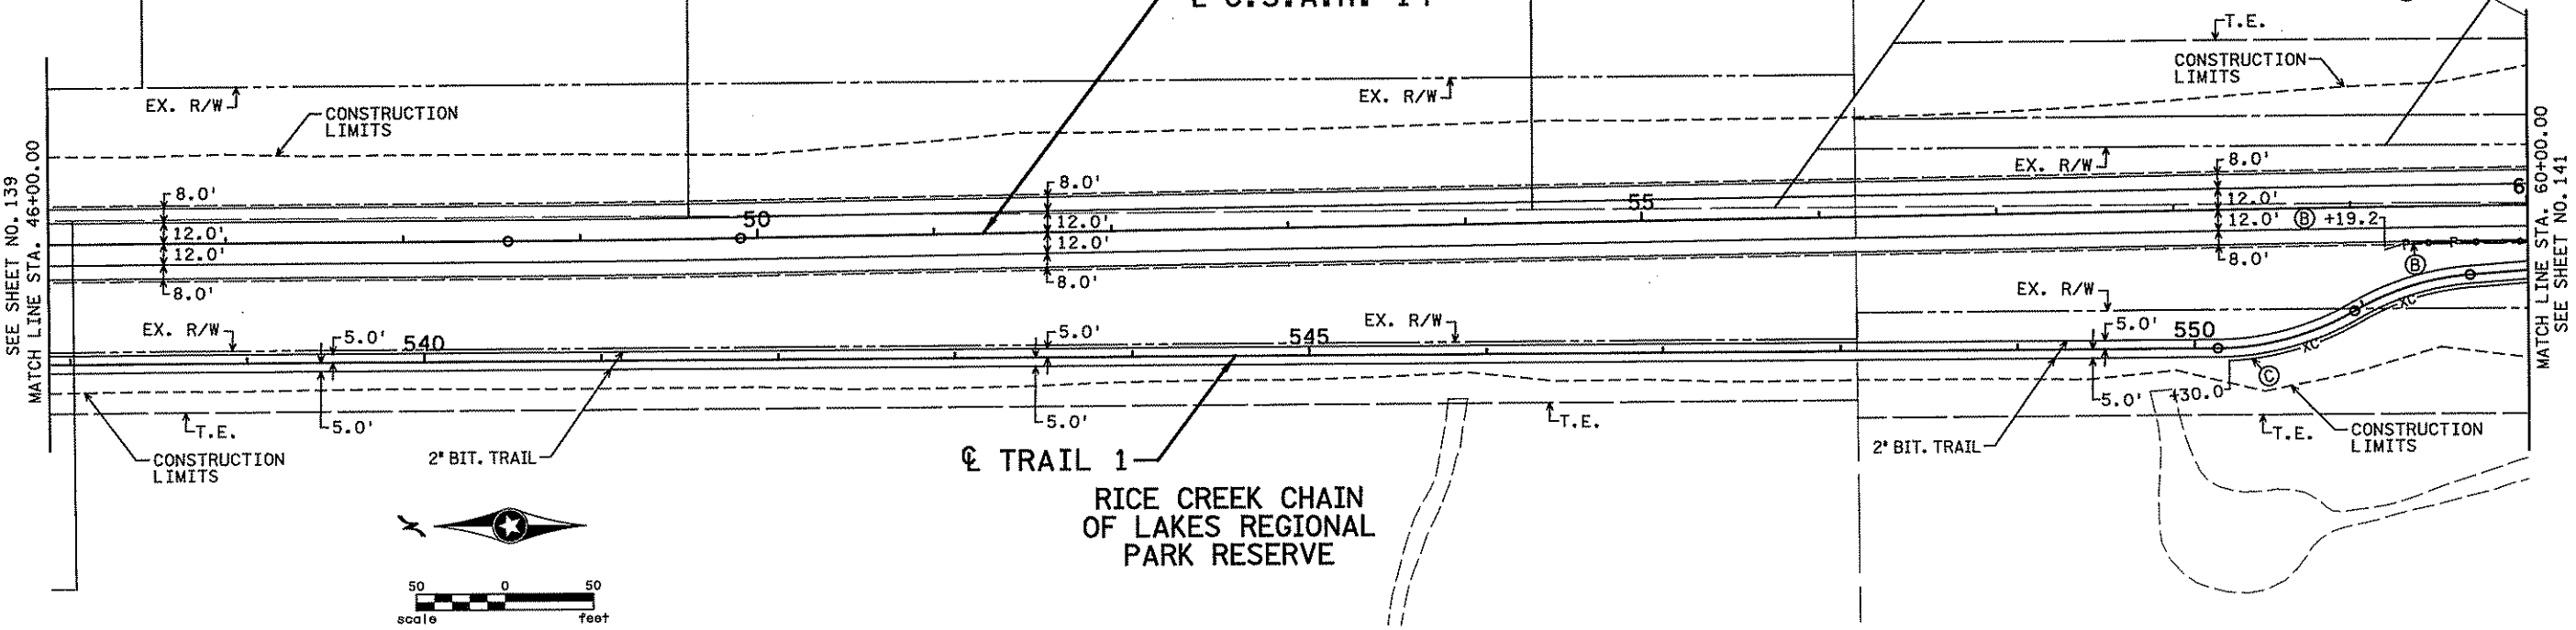 ℄ C.S.A.H. 14
T.E.
CONSTRUCTION
LIMITS
EX. R/W
EX. R/W
CONSTRUCTION
LIMITS
EX. R/W
SEE SHEET NO. 139
MATCH LINE STA. 46+00.00
MATCH LINE STA. 60+00.00
SEE SHEET NO. 141
8.0'
12.0'
12.0'
8.0'
50
8.0'
12.0'
12.0'
8.0'
55
8.0'
12.0'
12.0'
8.0'
6
Ⓑ +19.2
P P
Ⓑ
EX. R/W
EX. R/W
EX. R/W
5.0'
540
5.0'
545
5.0'
550
XC
XC
Ⓒ
5.0'
5.0'
5.0'
+30.0
T.E.
T.E.
T.E.
CONSTRUCTION
LIMITS
2" BIT. TRAIL
2" BIT. TRAIL
CONSTRUCTION
LIMITS
℄ TRAIL 1
RICE CREEK CHAIN
OF LAKES REGIONAL
PARK RESERVE
50 0 50
scale feet